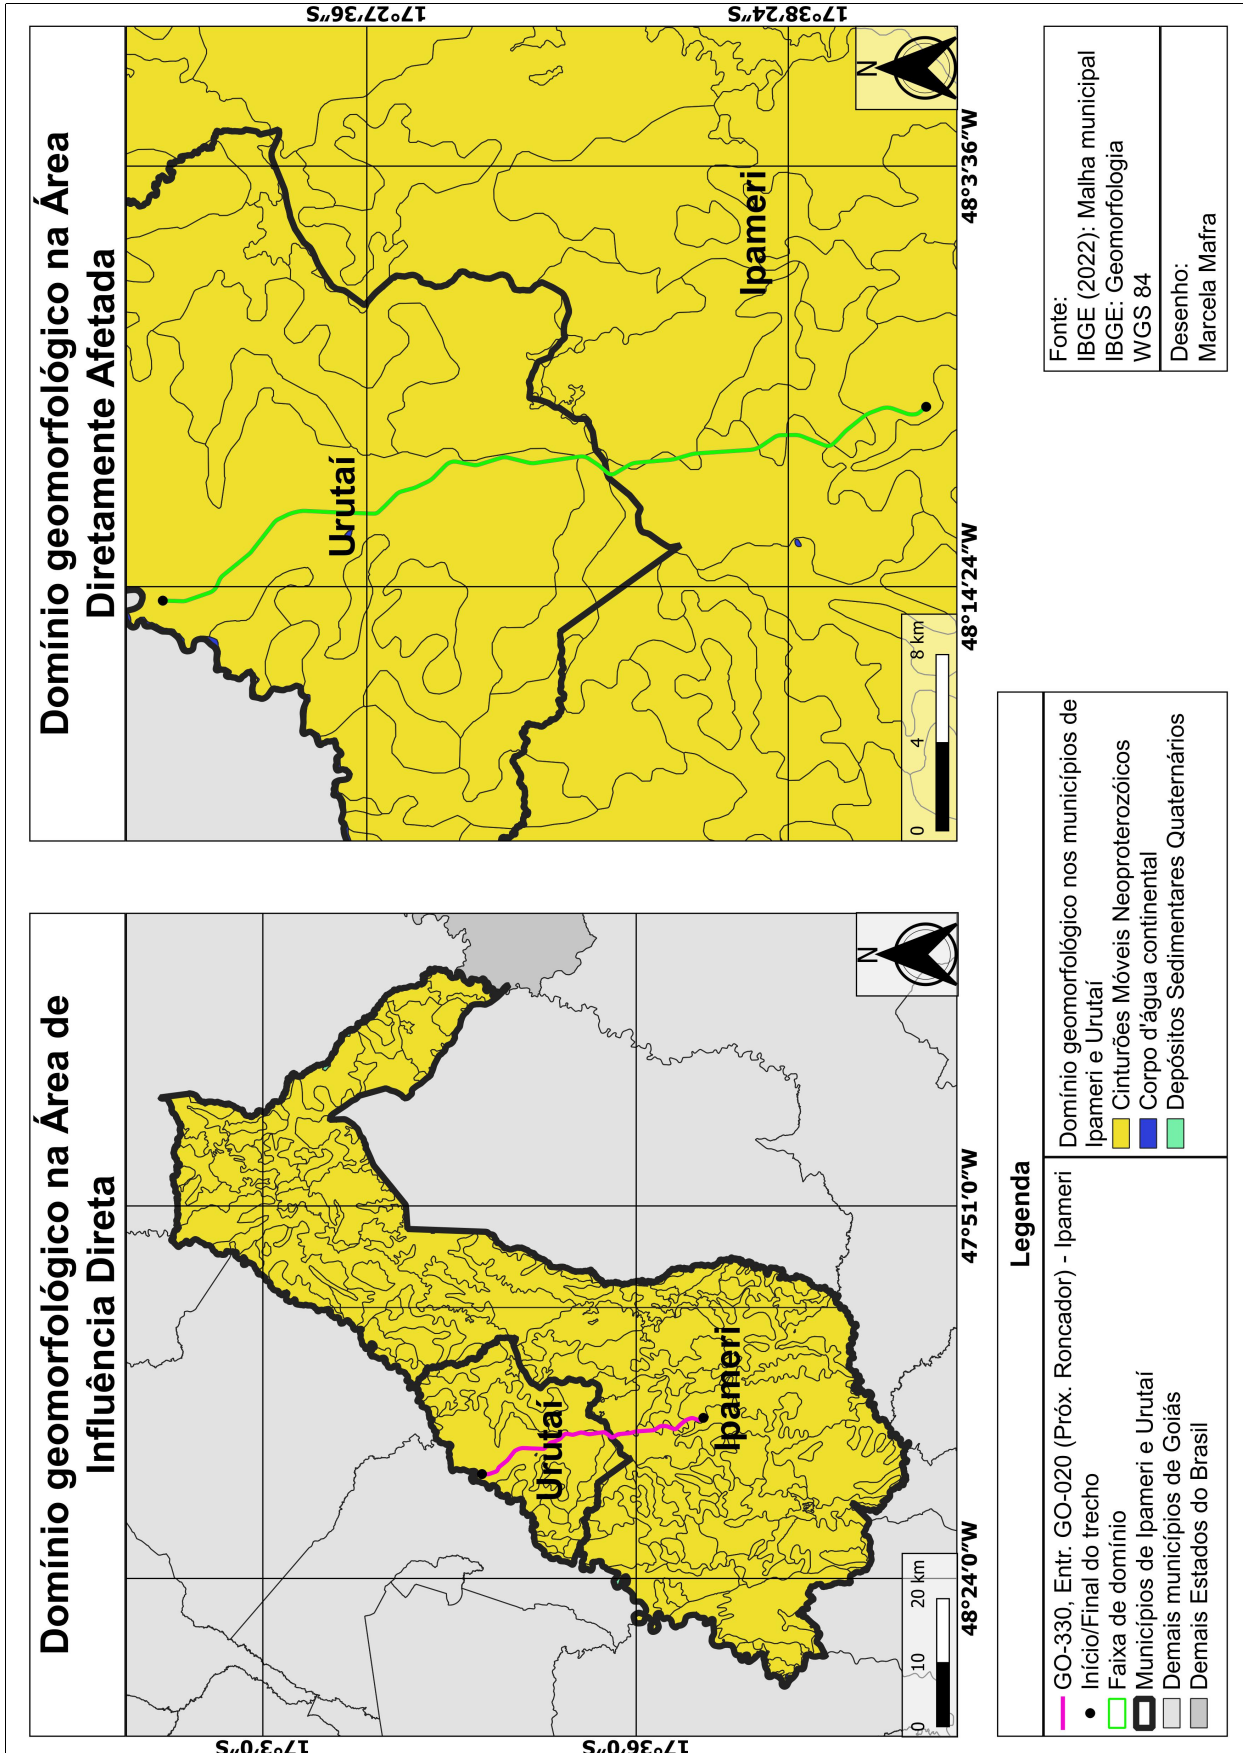 Domínio geomorfológico na Área de
Influência Direta
17°3'0"S
17°36'0"S
Urutaí
Ipameri
N
0 10 20 km
48°24'0"W
47°51'0"W
Domínio geomorfológico na Área
Diretamente Afetada
17°27'36"S
17°38'24"S
Urutaí
Ipameri
N
0 4 8 km
48°14'24"W
48°3'36"W
Legenda
GO-330, Entr. GO-020 (Próx. Roncador) - Ipameri
Início/Final do trecho
Faixa de domínio
Municípios de Ipameri e Urutaí
Demais municípios de Goiás
Demais Estados do Brasil
Domínio geomorfológico nos municípios de
Ipameri e Urutaí
Cinturões Móveis Neoproterozóicos
Corpo d'água continental
Depósitos Sedimentares Quaternários
Fonte:
IBGE (2022): Malha municipal
IBGE: Geomorfologia
WGS 84
Desenho:
Marcela Mafra